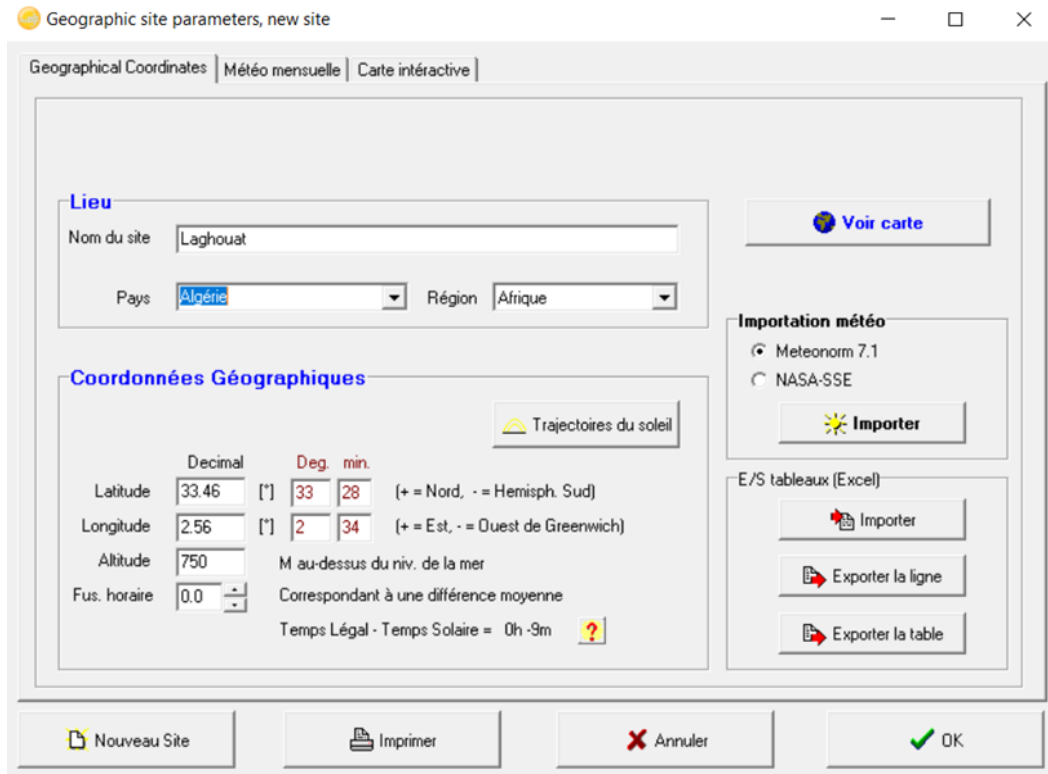 Geographic site parameters, new site
Geographical Coordinates Météo mensuelle Carte intéractive
Lieu
Nom du site Laghouat
Pays Algérie Région Afrique
Voir carte
Importation météo
Meteonorm 7.1
NASA-SSE
Importer
Coordonnées Géographiques
Trajectoires du soleil
Decimal Deg. min.
Latitude 33.46 [°] 33 28 (+ = Nord, - = Hemisph. Sud)
Longitude 2.56 [°] 2 34 (+ = Est, - = Ouest de Greenwich)
Altitude 750 M au-dessus du niv. de la mer
Fus. horaire 0.0 Correspondant à une différence moyenne
Temps Légal - Temps Solaire = 0h -9m ?
E/S tableaux (Excel)
Importer
Exporter la ligne
Exporter la table
Nouveau Site Imprimer Annuler OK